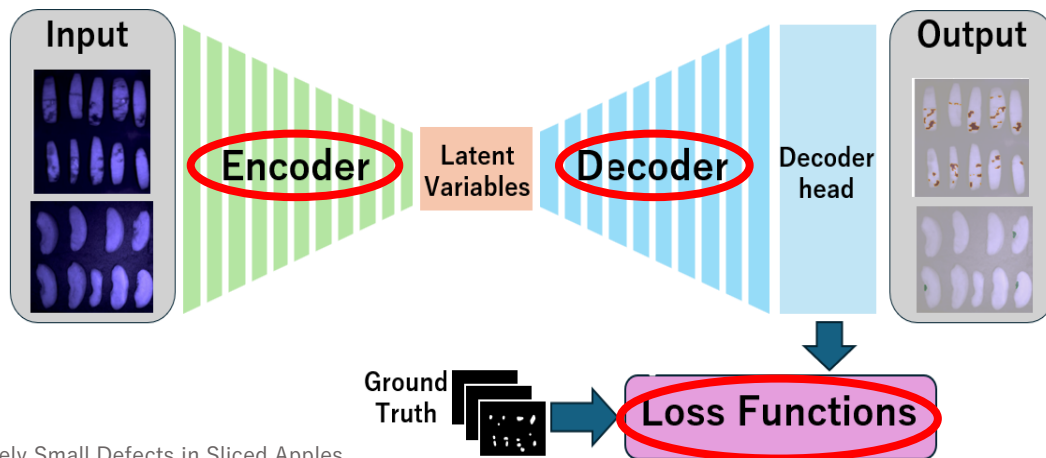 Input
Encoder
Latent
Variables
Decoder
Decoder
head
Output
Ground
Truth
Loss Functions
Small Defects in Sliced Apples